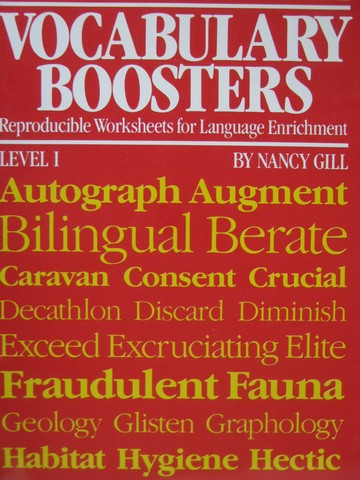 VOCABULARY
BOOSTERS
Reproducible Worksheets for Language Enrichment
LEVEL I BY NANCY GILL
Autograph Augment
Bilingual Berate
Caravan Consent Crucial
Decathlon Discard Diminish
Exceed Excruciating Elite
Fraudulent Fauna
Geology Glisten Graphology
Habitat Hygiene Hectic